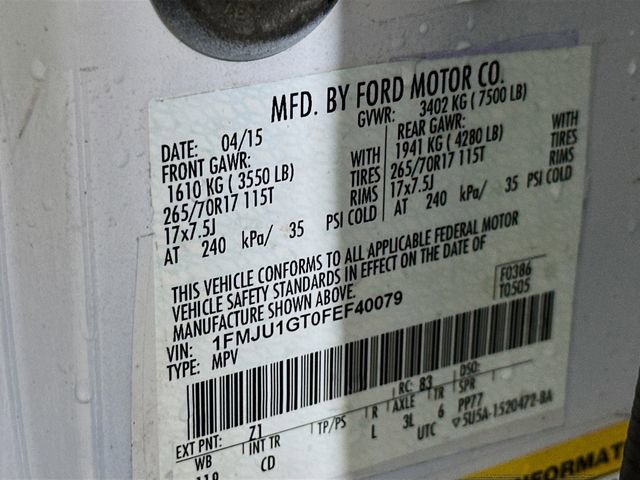 MFD. BY FORD MOTOR CO.
DATE: 04/15 GVWR: 3402 KG ( 7500 LB)
FRONT GAWR: REAR GAWR:
1610 KG ( 3550 LB) WITH 1941 KG ( 4280 LB) WITH
265/70R17 115T TIRES 265/70R17 115T TIRES
17x7.5J RIMS 17x7.5J RIMS
AT 240 kPa/ 35 PSI COLD AT 240 kPa/ 35 PSI COLD
THIS VEHICLE CONFORMS TO ALL APPLICABLE FEDERAL MOTOR
VEHICLE SAFETY STANDARDS IN EFFECT ON THE DATE OF
MANUFACTURE SHOWN ABOVE.
F0386
T0505
VIN: 1FMJU1GT0FEF40079
TYPE: MPV
RC: 83 DSO:
EXT PNT: Z1 TP/PS R AXLE TR SPR
WB INT TR L 3L 6 PP77
118 CD UTC ▽5U5A-1520472-BA
INFORMAT